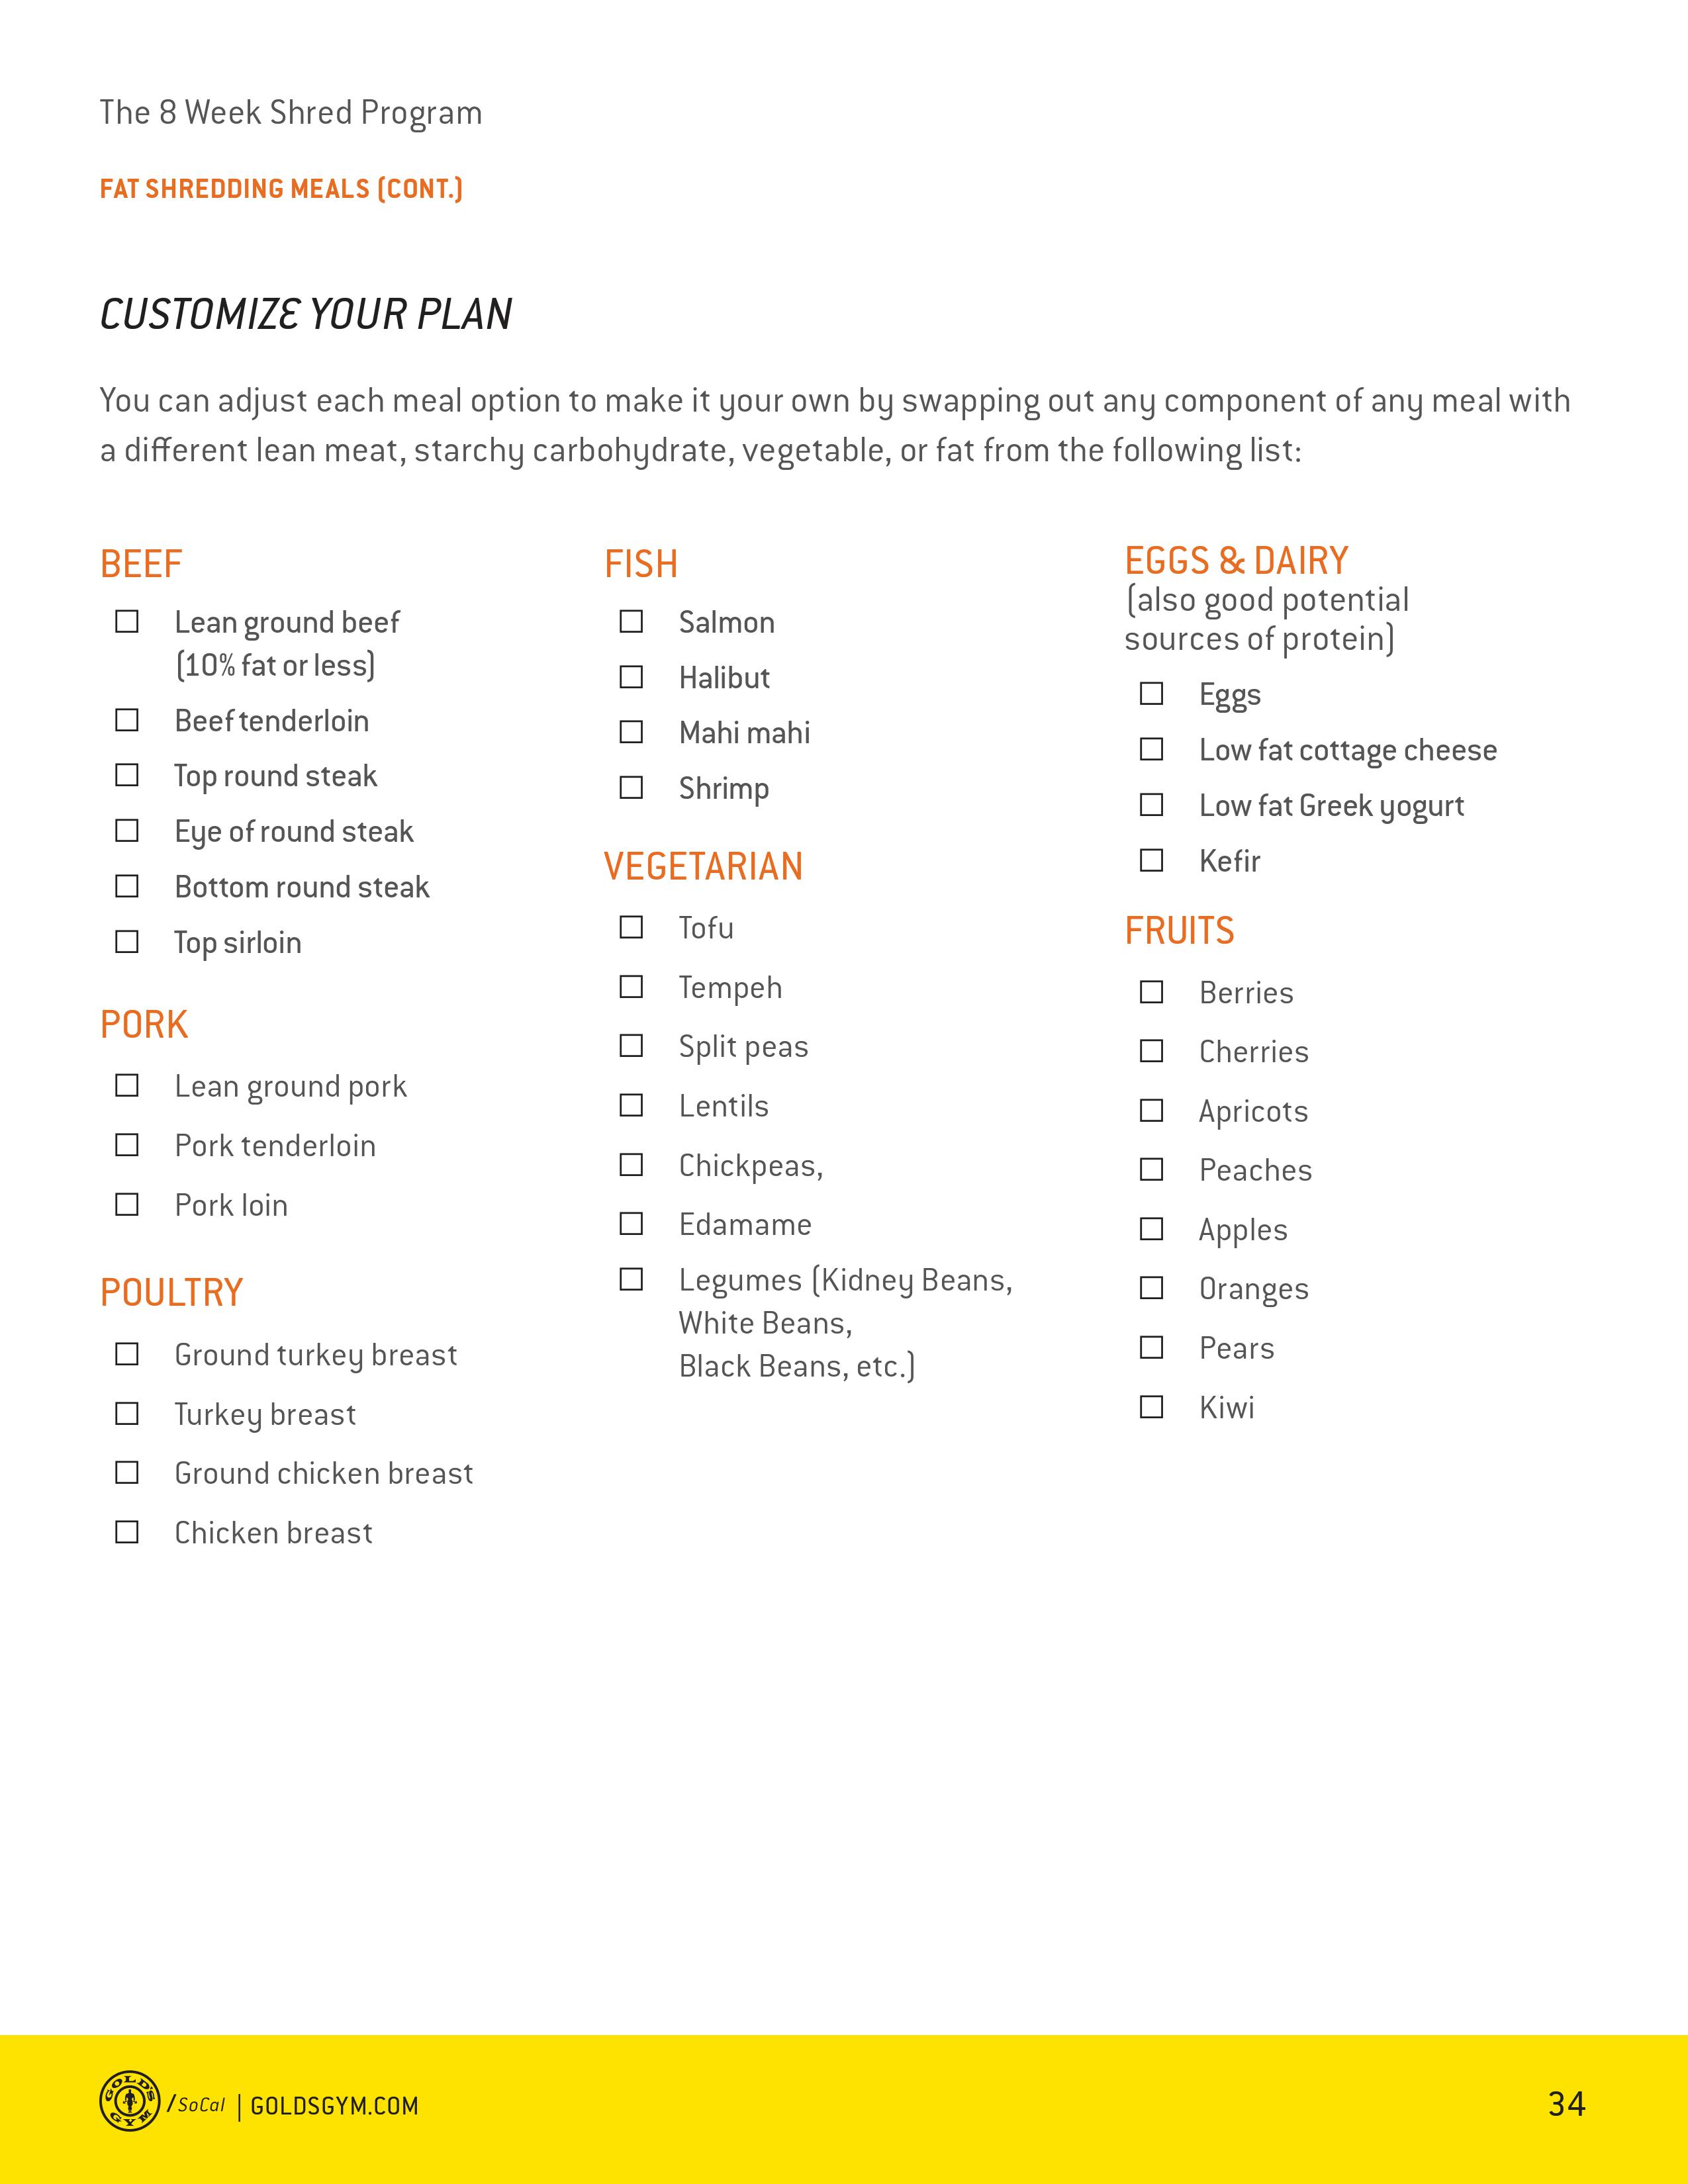 The 8 Week Shred Program
FAT SHREDDING MEALS (CONT.)
CUSTOMIZE YOUR PLAN
You can adjust each meal option to make it your own by swapping out any component of any meal with
a different lean meat, starchy carbohydrate, vegetable, or fat from the following list:
BEEF
Lean ground beef
(10% fat or less)
Beef tenderloin
Top round steak
Eye of round steak
Bottom round steak
Top sirloin
PORK
Lean ground pork
Pork tenderloin
Pork loin
POULTRY
Ground turkey breast
Turkey breast
Ground chicken breast
Chicken breast
FISH
Salmon
Halibut
Mahi mahi
Shrimp
VEGETARIAN
Tofu
Tempeh
Split peas
Lentils
Chickpeas,
Edamame
Legumes (Kidney Beans,
White Beans,
Black Beans, etc.)
EGGS & DAIRY
(also good potential
sources of protein)
Eggs
Low fat cottage cheese
Low fat Greek yogurt
Kefir
FRUITS
Berries
Cherries
Apricots
Peaches
Apples
Oranges
Pears
Kiwi
GOLD'S GYM /SoCal | GOLDSGYM.COM
34